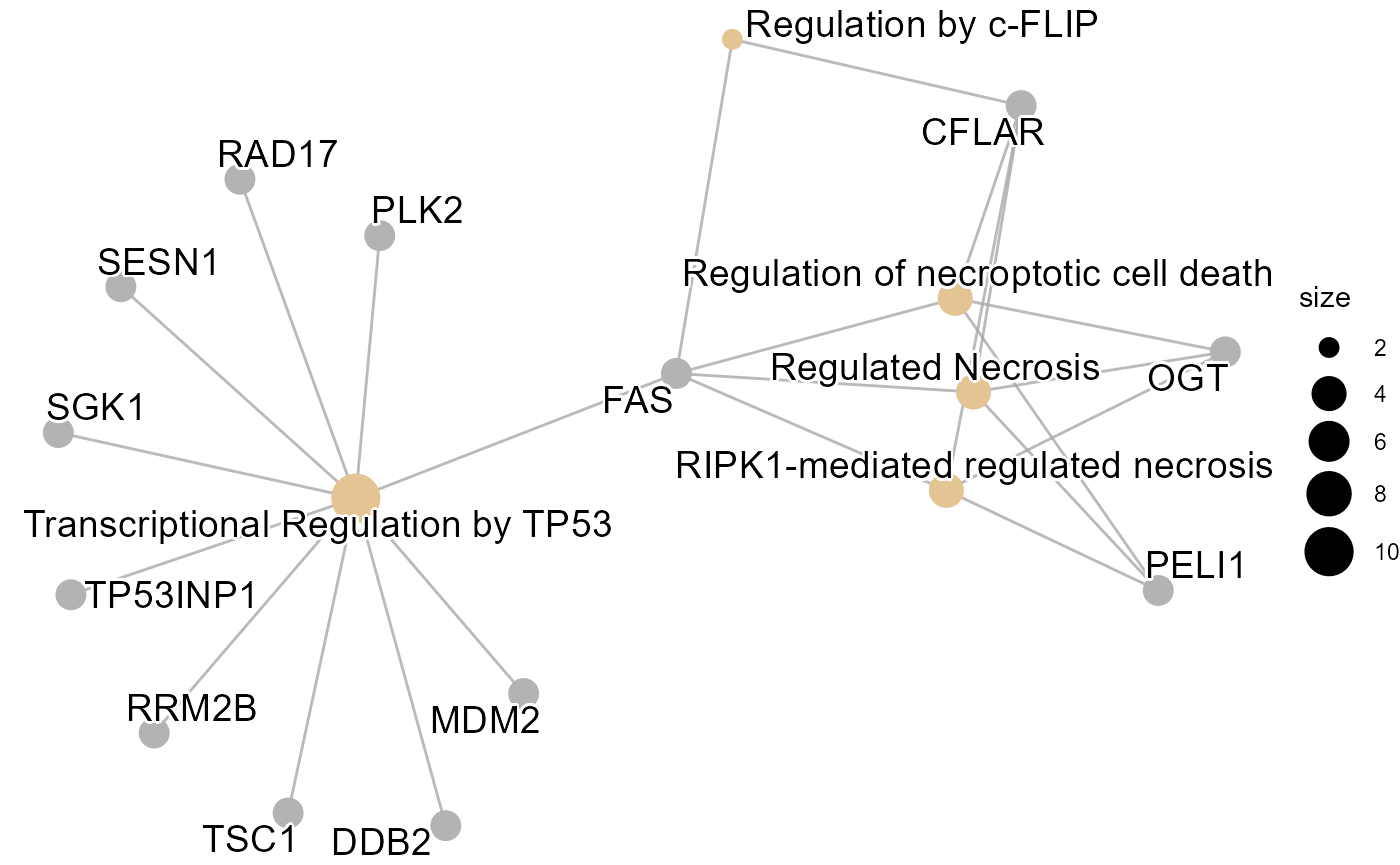 Regulation by c-FLIP
CFLAR
RAD17
PLK2
SESN1
Regulation of necroptotic cell death
size
2
Regulated Necrosis
OGT
4
FAS
SGK1
6
RIPK1-mediated regulated necrosis
8
Transcriptional Regulation by TP53
10
PELI1
TP53INP1
RRM2B
MDM2
TSC1
DDB2